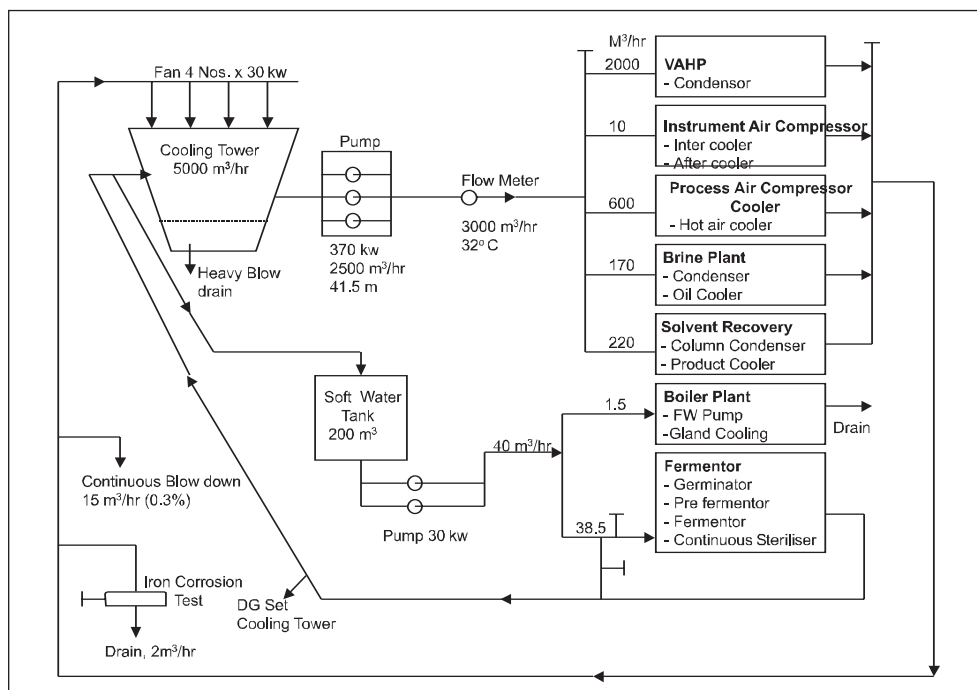 M³/hr
Fan 4 Nos. x 30 kw
Cooling Tower
5000 m³/hr
Heavy Blow
drain
Pump
370 kw
2500 m³/hr
41.5 m
Flow Meter
3000 m³/hr
32° C
2000
VAHP
- Condensor
10
Instrument Air Compressor
- Inter cooler
- After cooler
600
Process Air Compressor
Cooler
- Hot air cooler
170
Brine Plant
- Condenser
- Oil Cooler
220
Solvent Recovery
- Column Condenser
- Product Cooler
Soft Water
Tank
200 m³
Pump 30 kw
40 m³/hr
1.5
Boiler Plant
- FW Pump
-Gland Cooling
Drain
38.5
Fermentor
- Germinator
- Pre fermentor
- Fermentor
- Continuous Steriliser
Continuous Blow down
15 m³/hr (0.3%)
Iron Corrosion
Test
Drain, 2m³/hr
DG Set
Cooling Tower